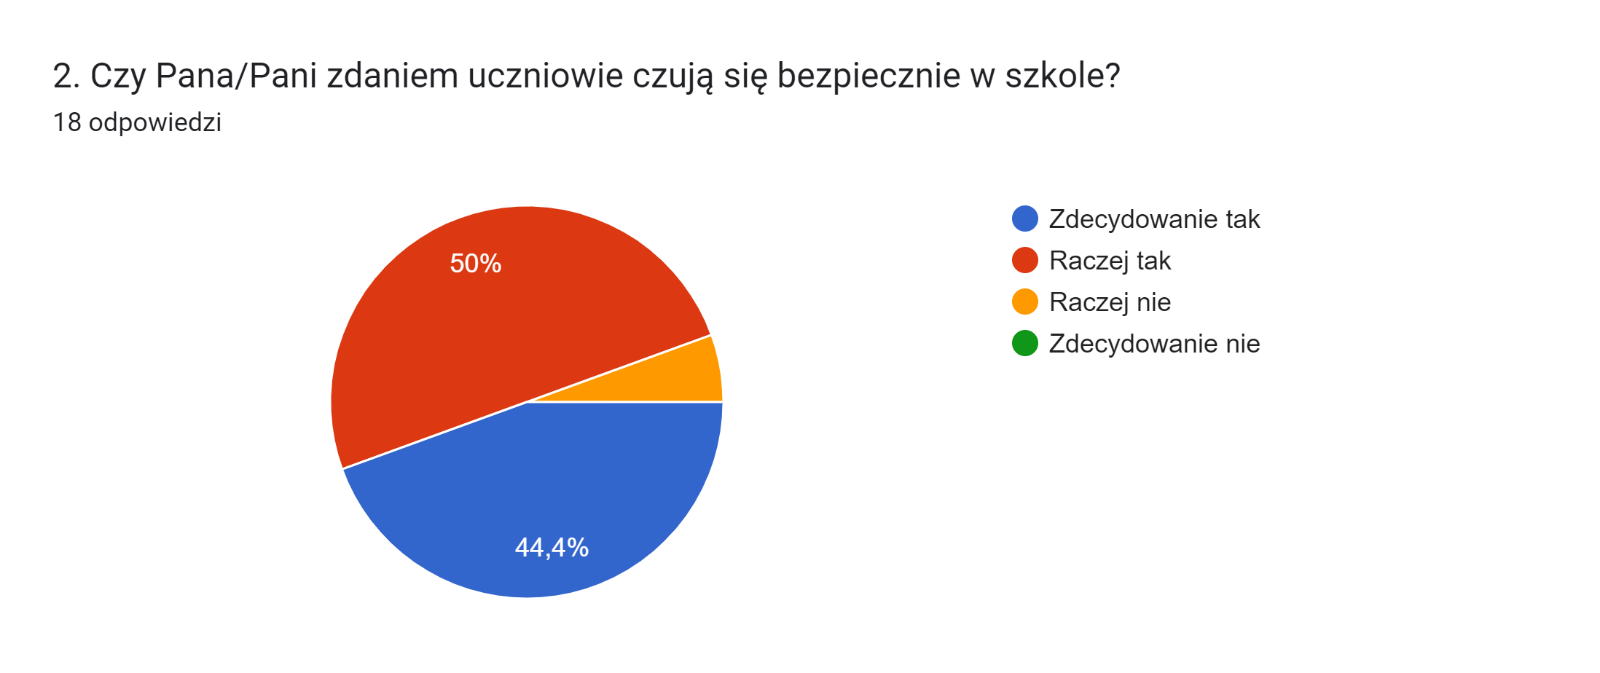 2. Czy Pana/Pani zdaniem uczniowie czują się bezpiecznie w szkole?
18 odpowiedzi
50%
44,4%
Zdecydowanie tak
Raczej tak
Raczej nie
Zdecydowanie nie